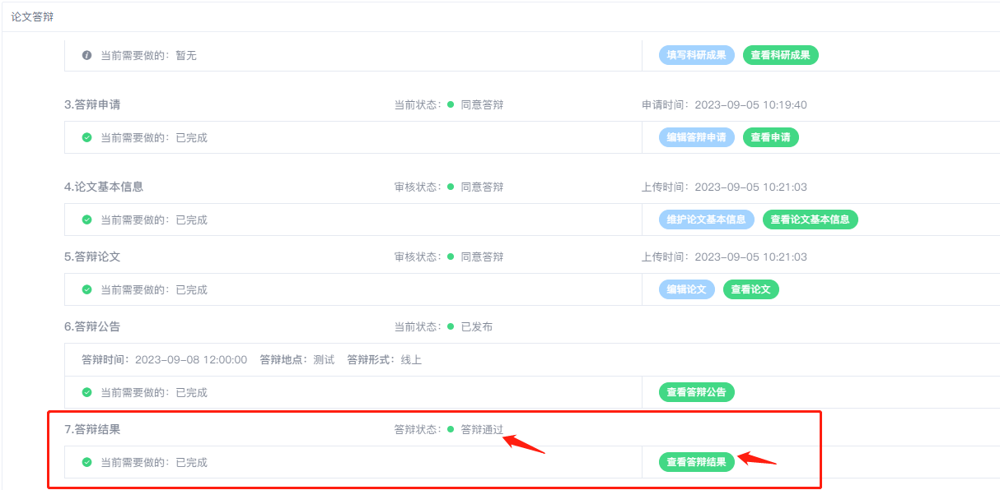 论文答辩
当前需要做的：暂无 填写科研成果 查看科研成果
3.答辩申请 当前状态： 同意答辩 申请时间：2023-09-05 10:19:40
当前需要做的：已完成 编辑答辩申请 查看申请
4.论文基本信息 审核状态： 同意答辩 上传时间：2023-09-05 10:21:03
当前需要做的：已完成 维护论文基本信息 查看论文基本信息
5.答辩论文 审核状态： 同意答辩 上传时间：2023-09-05 10:21:03
当前需要做的：已完成 编辑论文 查看论文
6.答辩公告 当前状态： 已发布
答辩时间：2023-09-08 12:00:00 答辩地点：测试 答辩形式：线上
当前需要做的：已完成 查看答辩公告
7.答辩结果 答辩状态： 答辩通过
当前需要做的：已完成 查看答辩结果